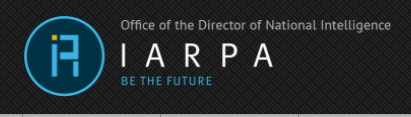 Office of the Director of National Intelligence
IARPA
BE THE FUTURE